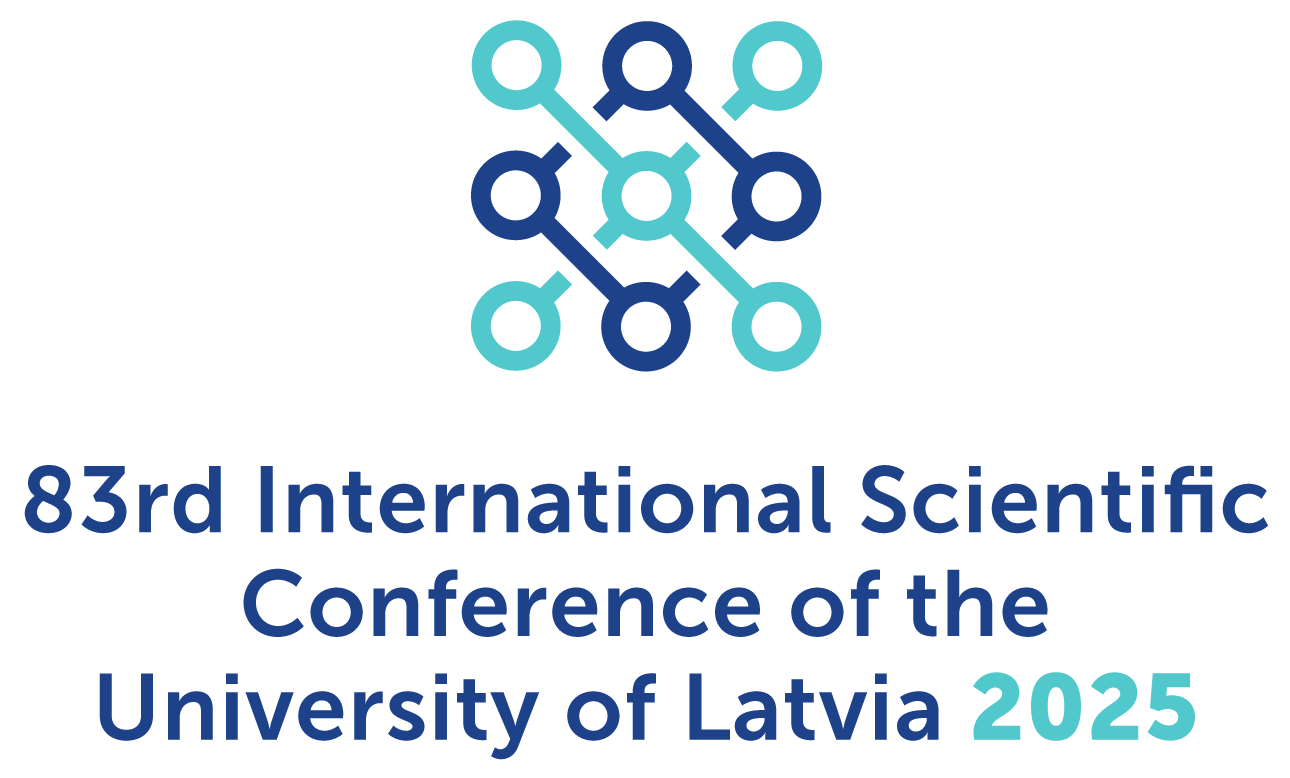 83rd International Scientific
Conference of the
University of Latvia 2025